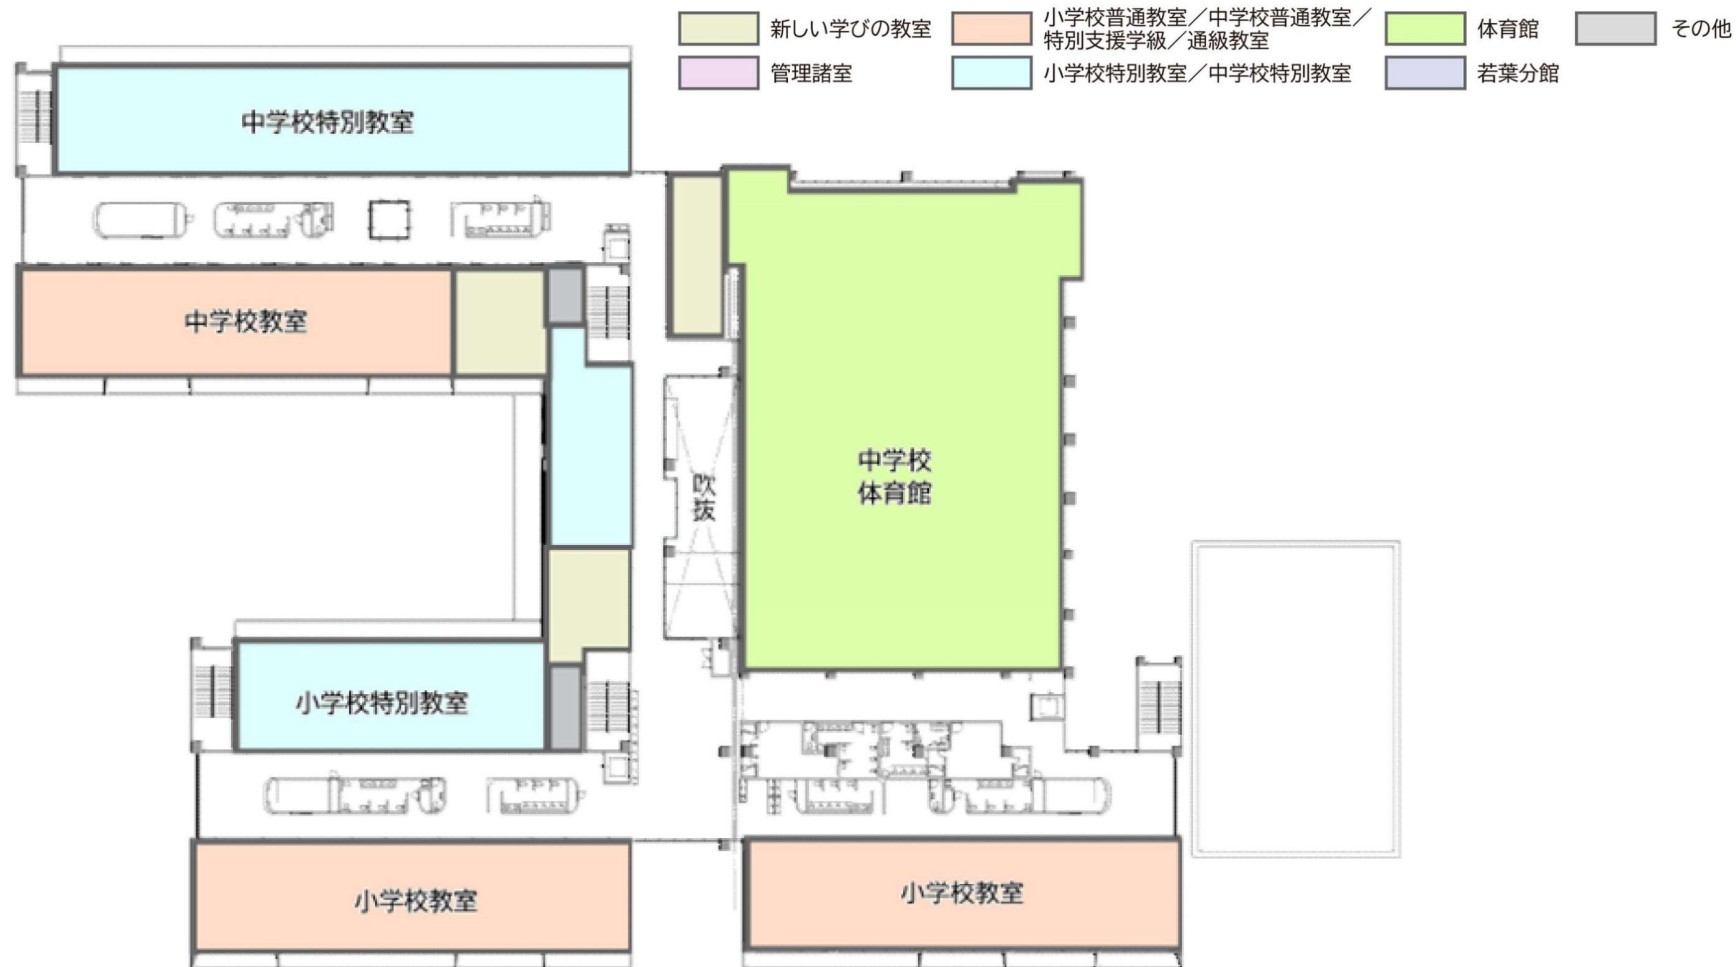 新しい学びの教室
小学校普通教室／中学校普通教室／
特別支援学級／通級教室
体育館
その他
管理諸室
小学校特別教室／中学校特別教室
若葉分館
中学校特別教室
中学校教室
中学校
体育館
吹抜
小学校特別教室
小学校教室
小学校教室